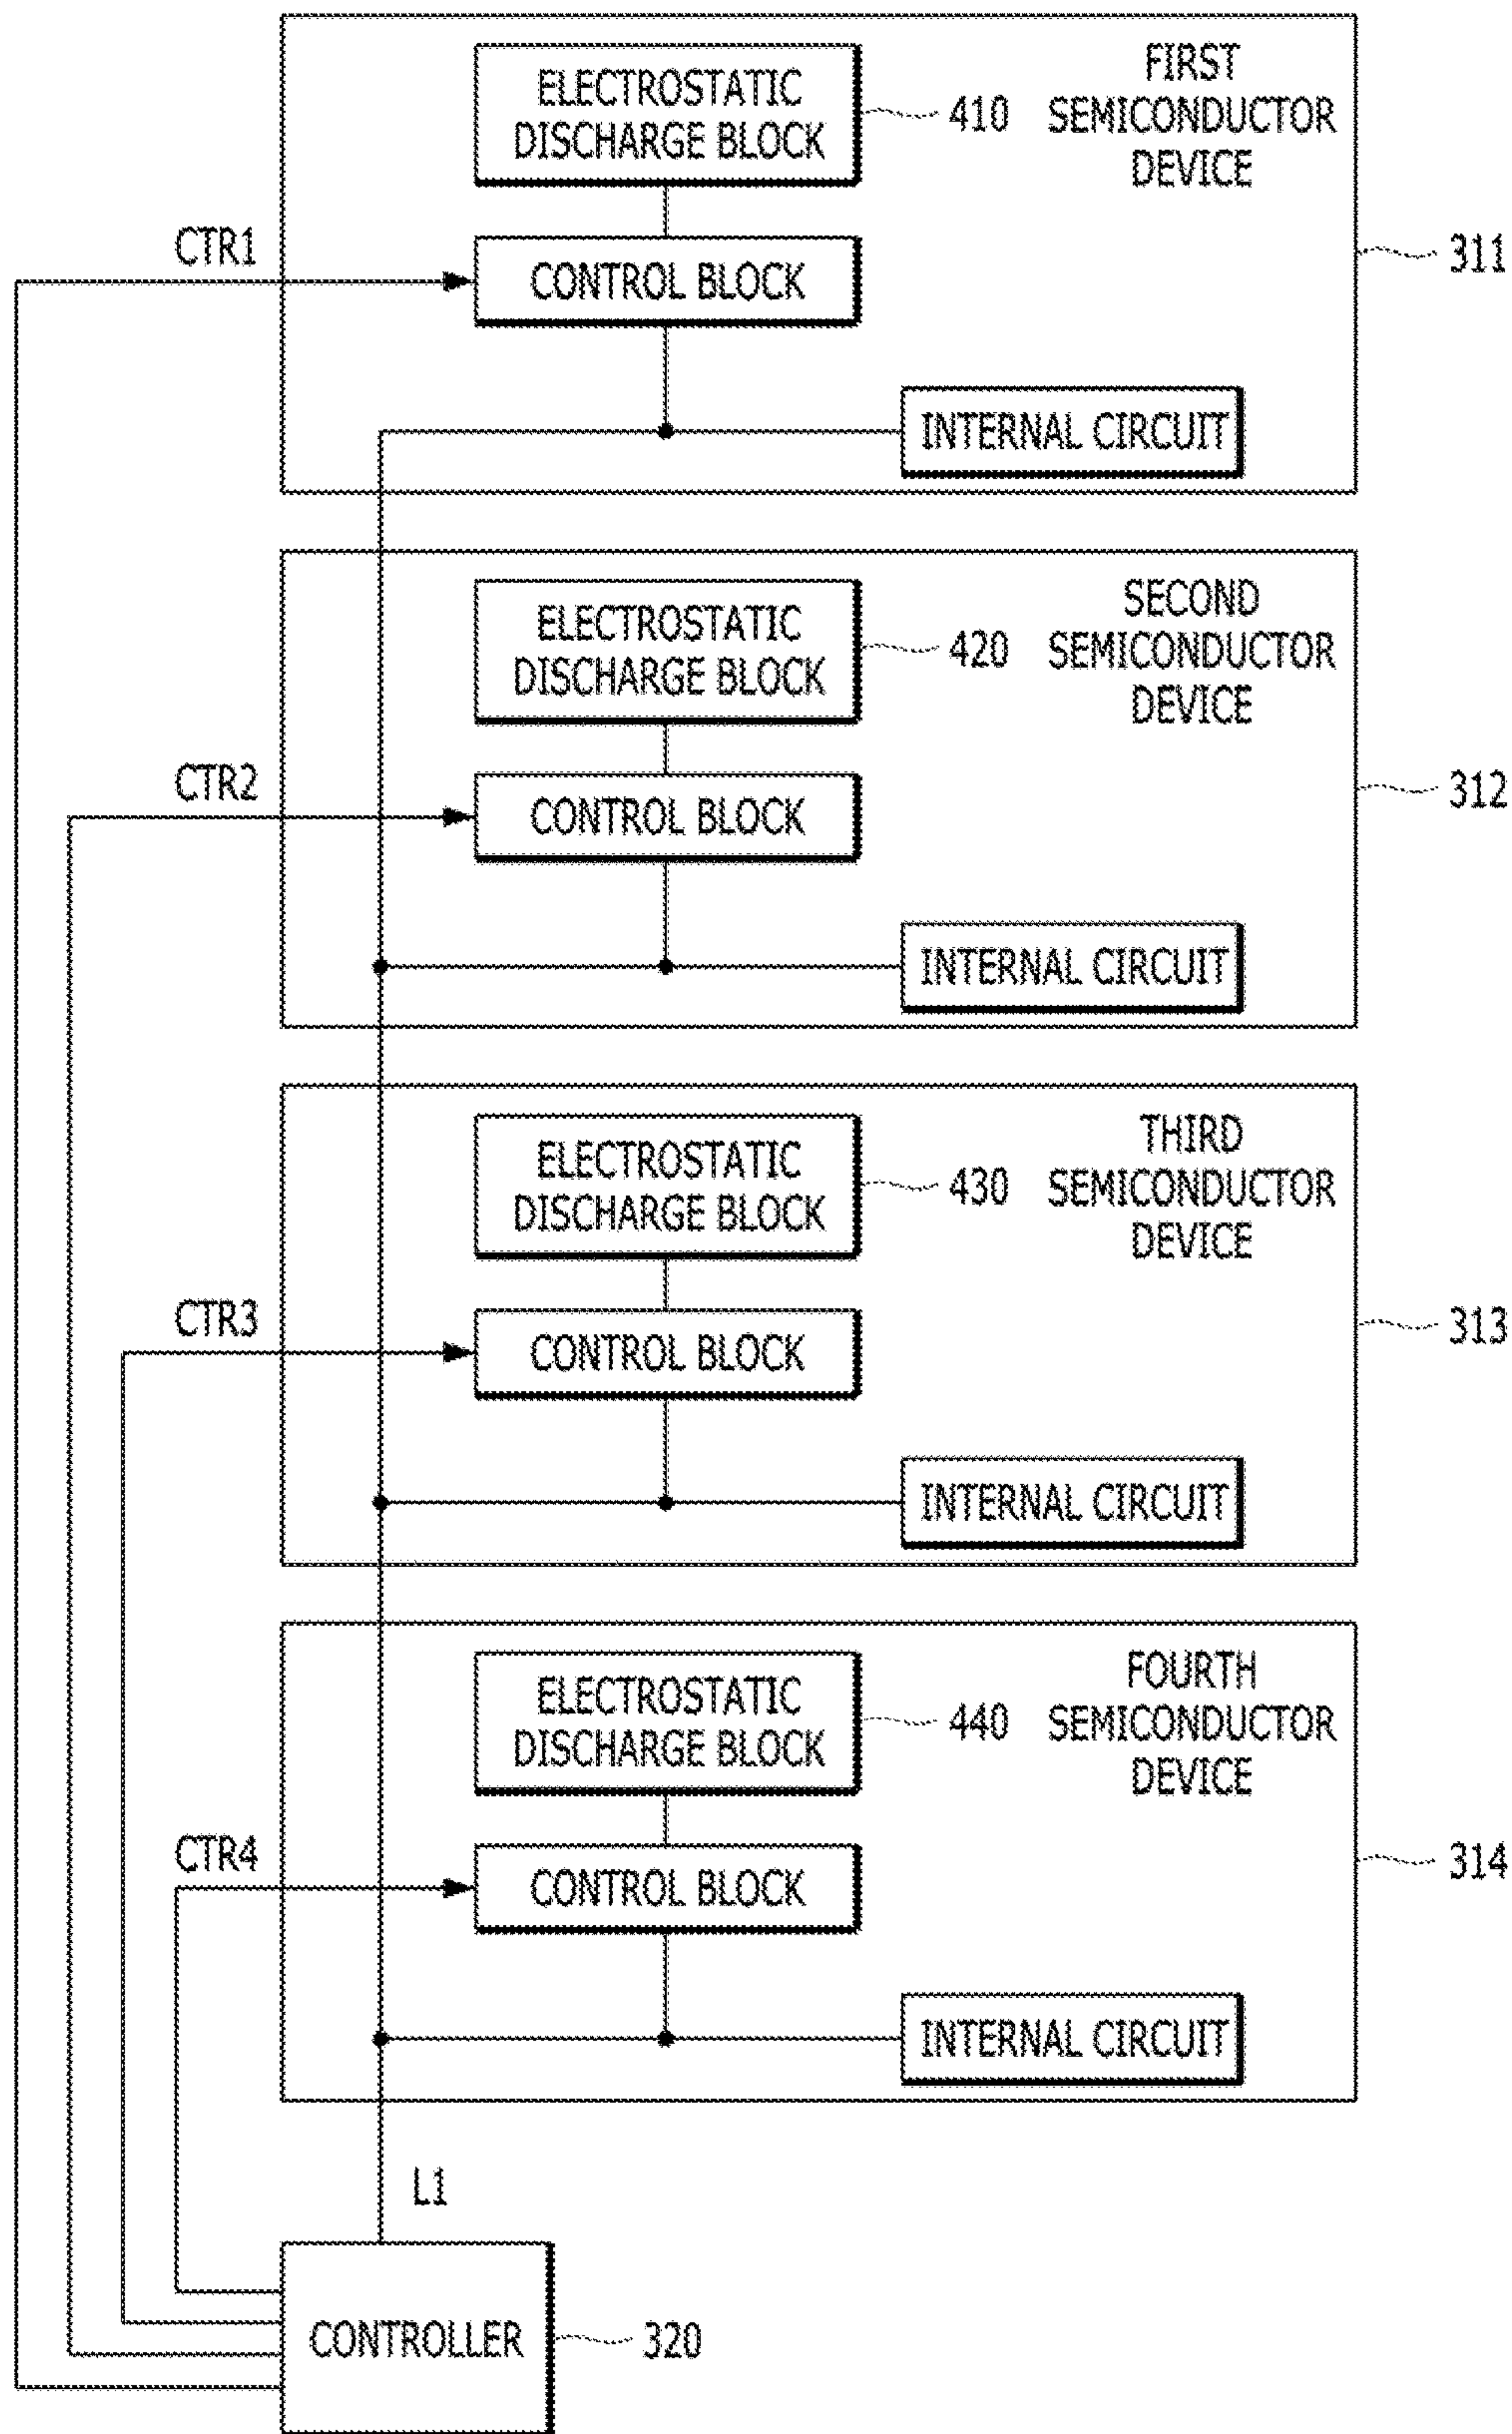 ELECTROSTATIC
DISCHARGE BLOCK
410
FIRST
SEMICONDUCTOR
DEVICE
CTR1
CONTROL BLOCK
311
INTERNAL CIRCUIT
ELECTROSTATIC
DISCHARGE BLOCK
420
SECOND
SEMICONDUCTOR
DEVICE
CTR2
CONTROL BLOCK
312
INTERNAL CIRCUIT
ELECTROSTATIC
DISCHARGE BLOCK
430
THIRD
SEMICONDUCTOR
DEVICE
CTR3
CONTROL BLOCK
313
INTERNAL CIRCUIT
ELECTROSTATIC
DISCHARGE BLOCK
440
FOURTH
SEMICONDUCTOR
DEVICE
CTR4
CONTROL BLOCK
314
INTERNAL CIRCUIT
L1
CONTROLLER
320